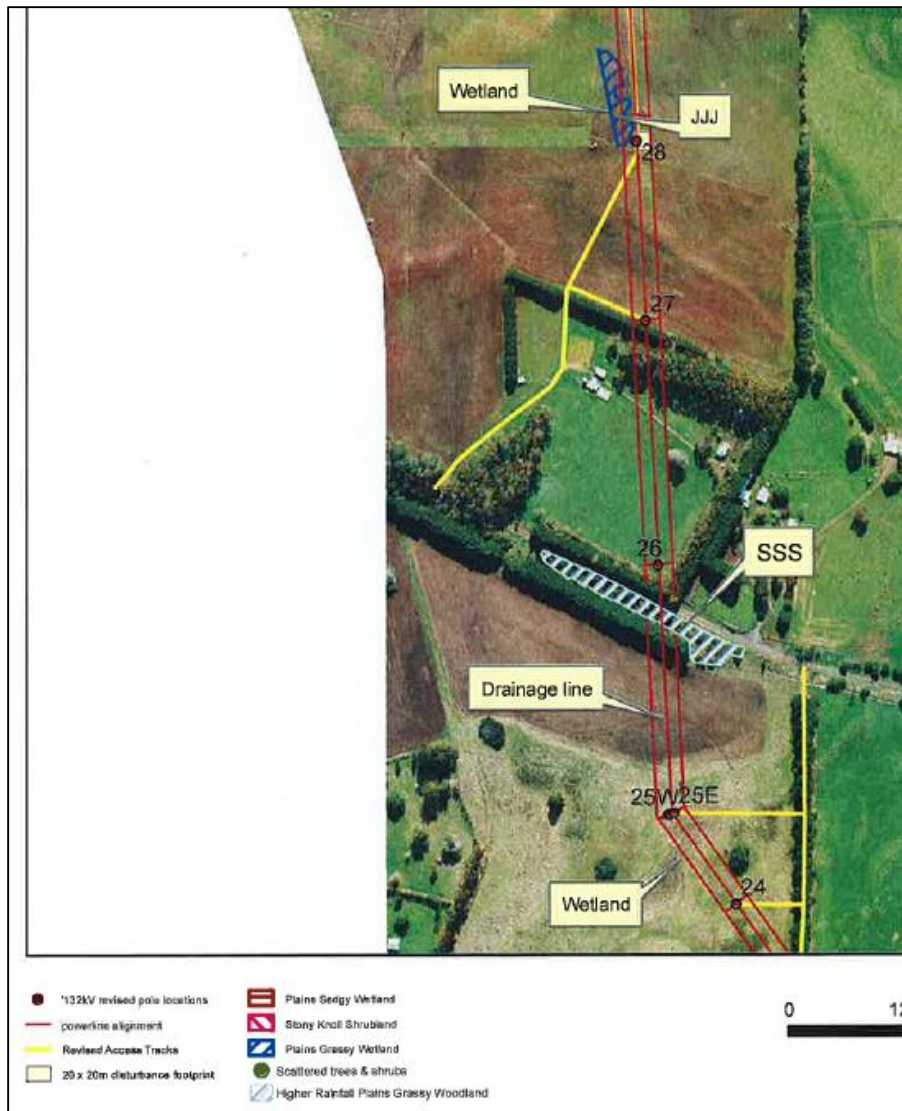 Wetland
JJJ
28
27
26
SSS
Drainage line
25W 25E
24
Wetland
'132kV revised pole locations
powerline alignment
Revised Access Tracks
20 x 20m disturbance footprint
Plains Sedgy Wetland
Stony Knoll Shrubland
Plains Grassy Wetland
Scattered trees & shrubs
Higher Rainfall Plains Grassy Woodland
0 12